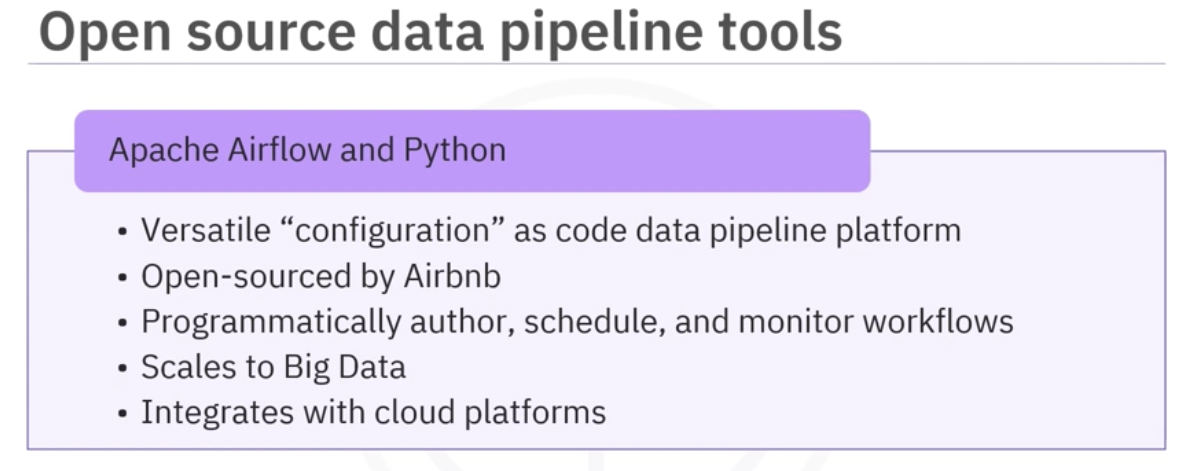 Open source data pipeline tools
Apache Airflow and Python
• Versatile “configuration” as code data pipeline platform
• Open-sourced by Airbnb
• Programmatically author, schedule, and monitor workflows
• Scales to Big Data
• Integrates with cloud platforms